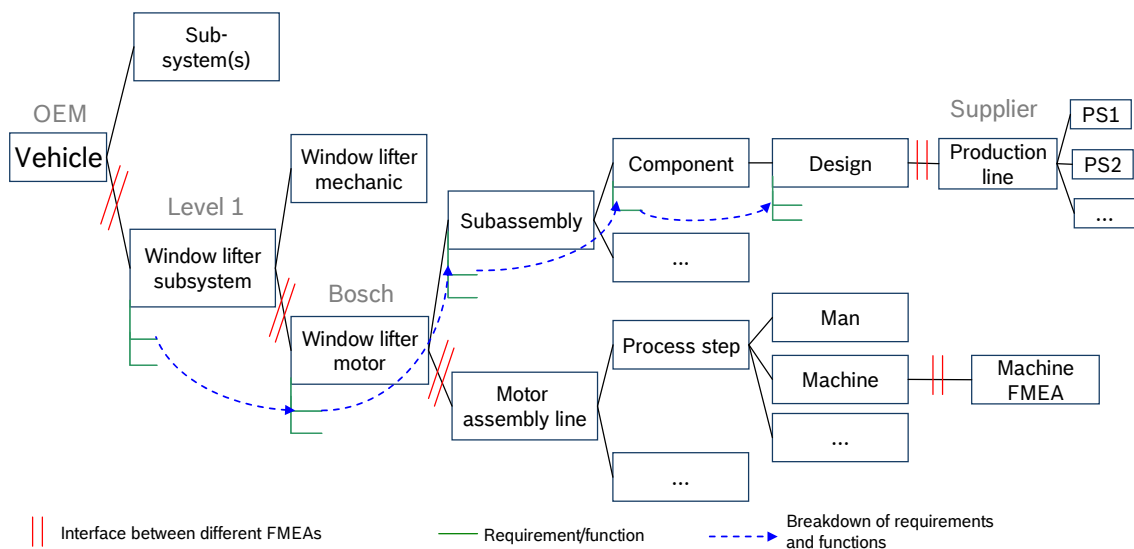 Sub-
system(s)
OEM
Vehicle
Supplier
PS1
Window lifter
mechanic
Component
Design
Production
line
PS2
Level 1
Subassembly
...
Window lifter
subsystem
...
Bosch
Window lifter
motor
Process step
Man
Motor
assembly line
Machine
Machine
FMEA
...
...
Interface between different FMEAs
Requirement/function
Breakdown of requirements
and functions